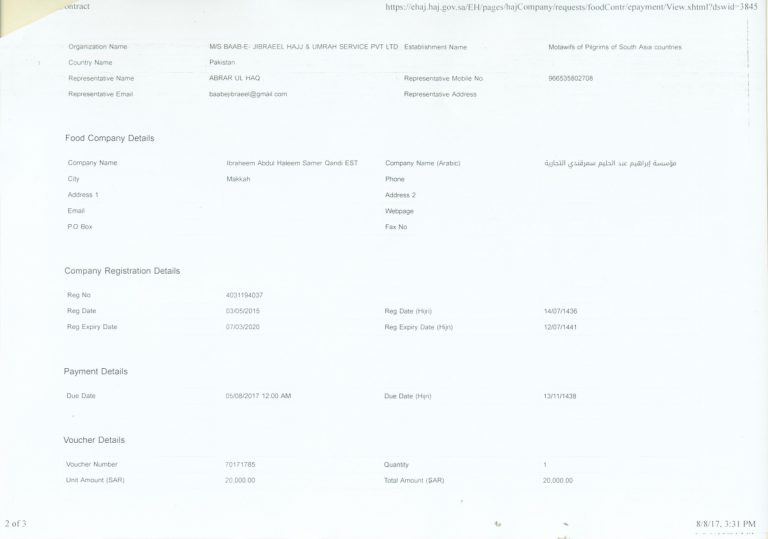 ontract https://ehaj.haj.gov.sa/EH/pages/hajCompany/requests/foodContr/epayment/View.xhtml?dswid=3845
Organization Name M/S BAAB-E- JIBRAEEL HAJJ & UMRAH SERVICE PVT LTD Establishment Name Motawifs of Pilgrims of South Asia countries
Country Name Pakistan
Representative Name ABRAR UL HAQ Representative Mobile No. 966535802708
Representative Email baabejibraeel@gmail.com Representative Address
Food Company Details
Company Name Ibraheem Abdul Haleem Samer Qandi EST Company Name (Arabic) مؤسسة إبراهيم عبد الحليم سمرقندي التجارية
City Makkah Phone
Address 1 Address 2
Email Webpage
P.O Box Fax No
Company Registration Details
Reg No 4031194037
Reg Date 03/05/2015 Reg Date (Hijri) 14/07/1436
Reg Expiry Date 07/03/2020 Reg Expiry Date (Hijri) 12/07/1441
Payment Details
Due Date 05/08/2017 12:00 AM Due Date (Hijri) 13/11/1438
Voucher Details
Voucher Number 70171785 Quantity 1
Unit Amount (SAR) 20,000.00 Total Amount (SAR) 20,000.00
2 of 3 8/8/17, 3:31 PM